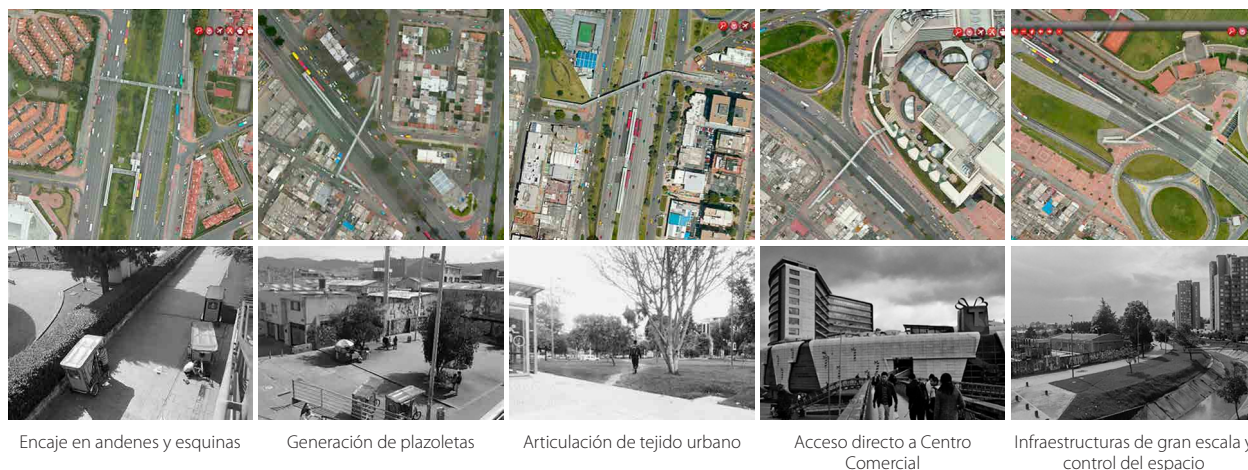 Encaje en andenes y esquinas
Generación de plazoletas
Articulación de tejido urbano
Acceso directo a Centro
Comercial
Infraestructuras de gran escala y
control del espacio